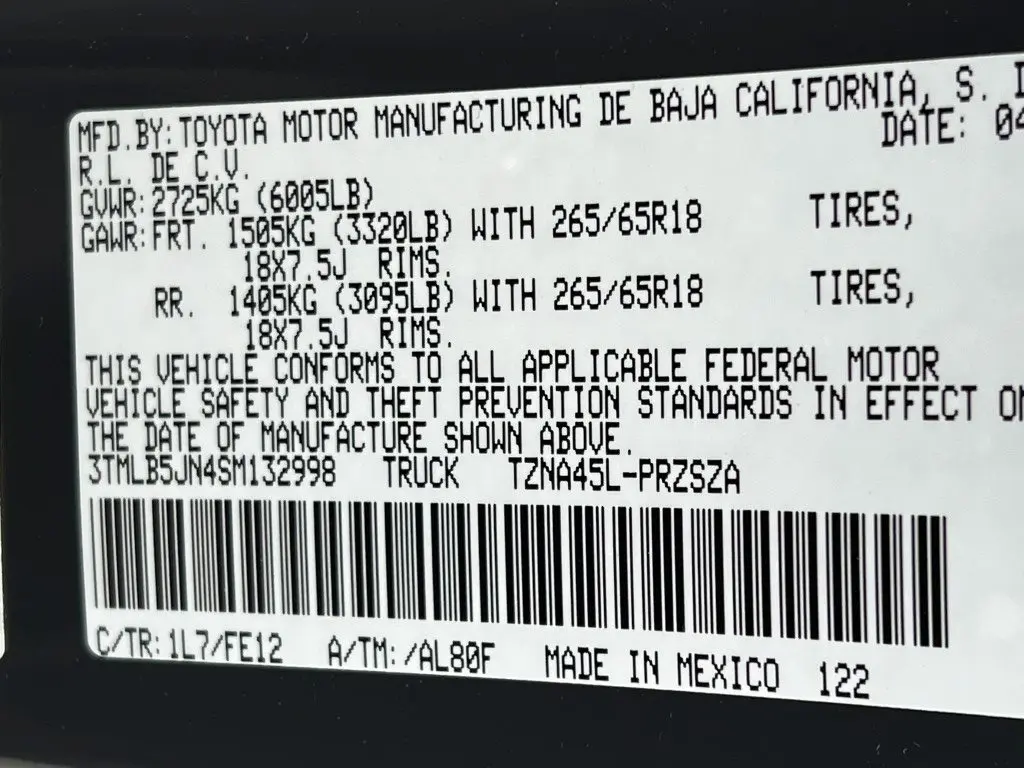 MFD.BY:TOYOTA MOTOR MANUFACTURING DE BAJA CALIFORNIA, S.
R.L. DE C.V. DATE: 04
GVWR:2725KG (6005LB)
GAWR:FRT. 1505KG (3320LB) WITH 265/65R18 TIRES,
18X7.5J RIMS.
RR. 1405KG (3095LB) WITH 265/65R18 TIRES,
18X7.5J RIMS.
THIS VEHICLE CONFORMS TO ALL APPLICABLE FEDERAL MOTOR
VEHICLE SAFETY AND THEFT PREVENTION STANDARDS IN EFFECT ON
THE DATE OF MANUFACTURE SHOWN ABOVE.
3TMLB5JN4SM132998 TRUCK TZNA45L-PRZSZA
C/TR:1L7/FE12 A/TM:/AL80F MADE IN MEXICO 122